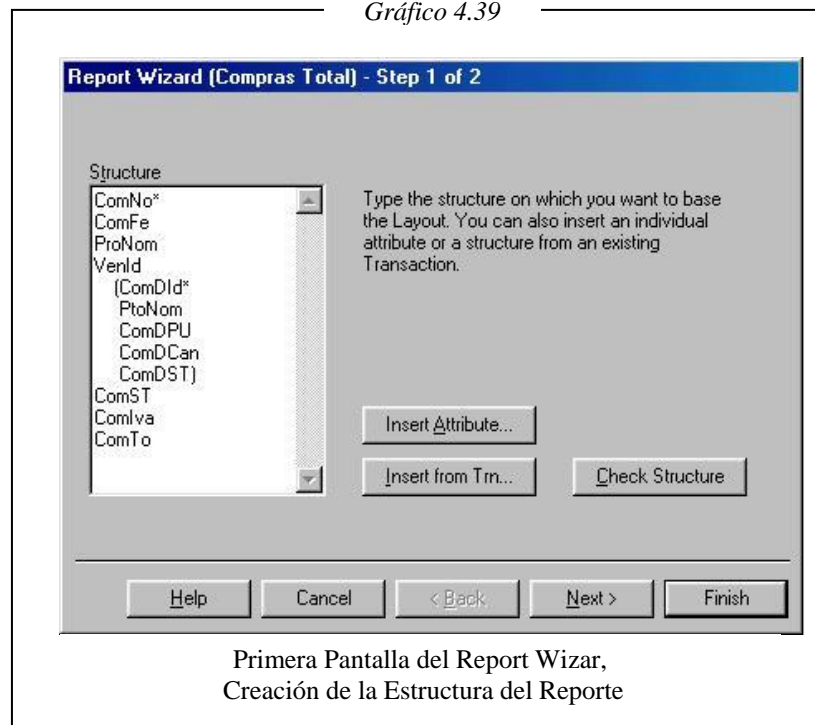 Gráfico 4.39
Report Wizard (Compras Total) - Step 1 of 2
Structure
ComNo*
ComFe
ProNom
VenId
(ComDId*
PtoNom
ComDPU
ComDCan
ComDST)
ComST
ComIva
ComTo
Type the structure on which you want to base
the Layout. You can also insert an individual
attribute or a structure from an existing
Transaction.
Insert Attribute...
Insert from Trn...
Check Structure
Help
Cancel
< Back
Next >
Finish
Primera Pantalla del Report Wizar,
Creación de la Estructura del Reporte